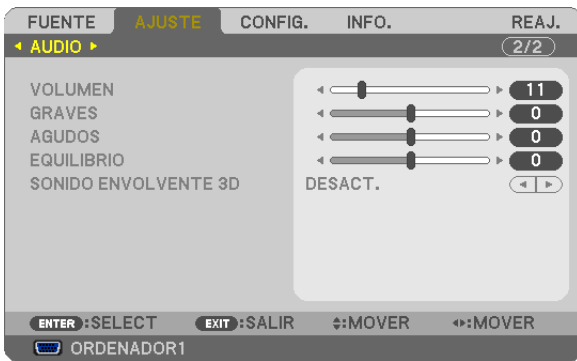 FUENTE AJUSTE CONFIG. INFO. REAJ.
AUDIO 2/2
VOLUMEN 11
GRAVES 0
AGUDOS 0
EQUILIBRIO 0
SONIDO ENVOLVENTE 3D DESACT.
ENTER :SELECT EXIT :SALIR :MOVER :MOVER
ORDENADOR1